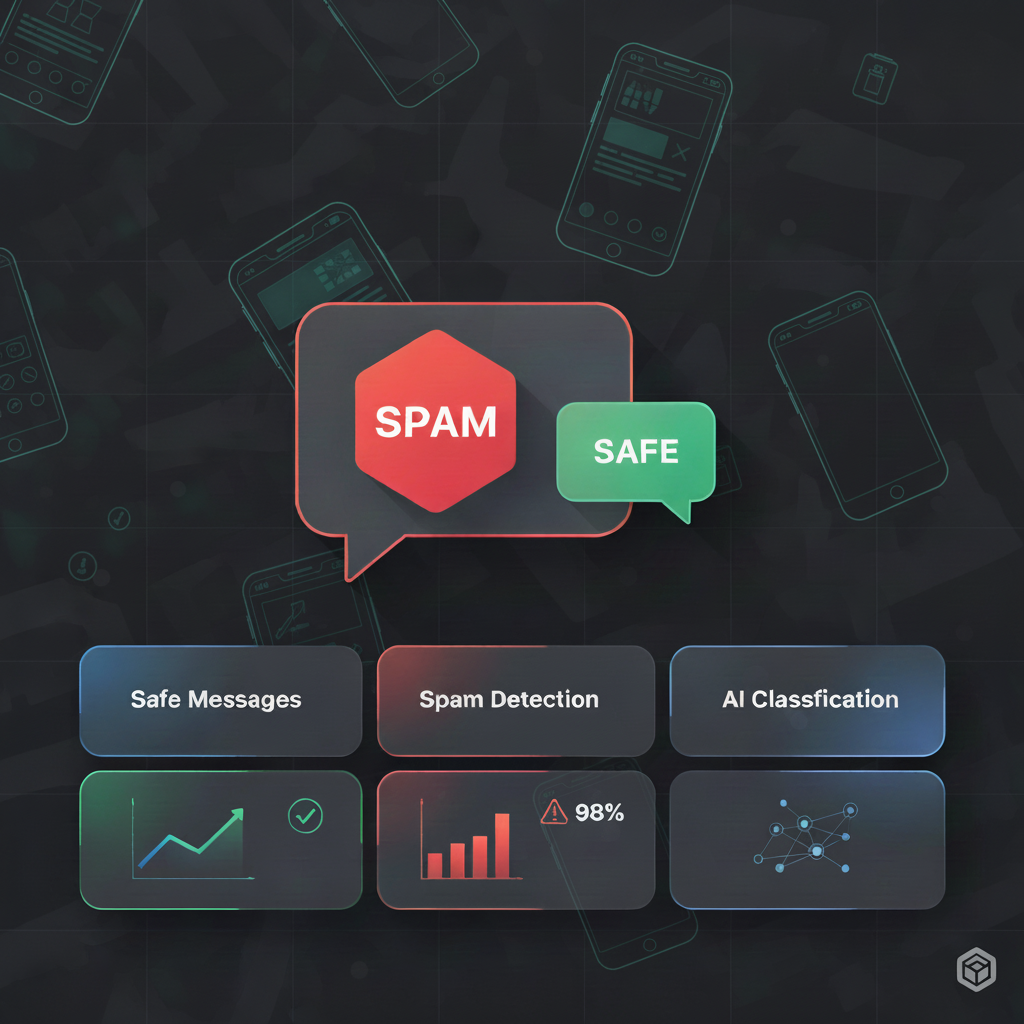 SPAM
SAFE
Safe Messages
Spam Detection
AI Classfication
98%